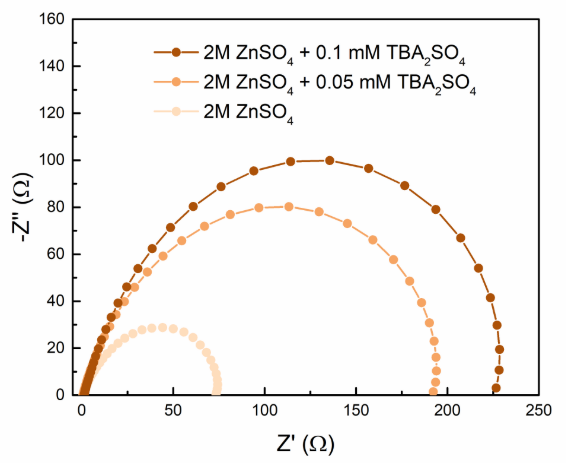 160
140
120
100
80
60
40
20
0
-Z" (Ω)
2M ZnSO₄ + 0.1 mM TBA₂SO₄
2M ZnSO₄ + 0.05 mM TBA₂SO₄
2M ZnSO₄
0 50 100 150 200 250
Z' (Ω)